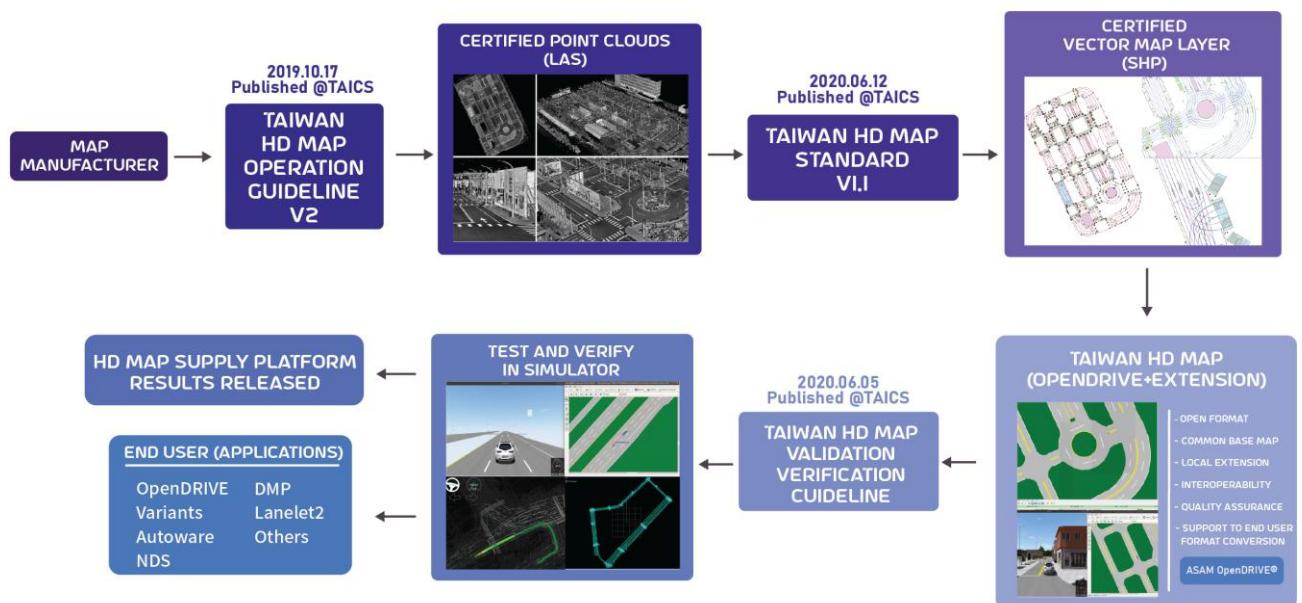 MAP
MANUFACTURER
2019.10.17
Published @TAICS
TAIWAN
HD MAP
OPERATION
GUIDELINE
V2
CERTIFIED POINT CLOUDS
(LAS)
2020.06.12
Published @TAICS
TAIWAN HD MAP
STANDARD
V1.1
CERTIFIED
VECTOR MAP LAYER
(SHP)
TAIWAN HD MAP
(OPENDRIVE+EXTENSION)
- OPEN FORMAT
- COMMON BASE MAP
- LOCAL EXTENSION
- INTEROPERABILITY
- QUALITY ASSURANCE
- SUPPORT TO END USER
FORMAT CONVERSION
ASAM OpenDRIVE®
2020.06.05
Published @TAICS
TAIWAN HD MAP
VALIDATION
VERIFICATION
CUIDELINE
TEST AND VERIFY
IN SIMULATOR
HD MAP SUPPLY PLATFORM
RESULTS RELEASED
END USER (APPLICATIONS)
OpenDRIVE DMP
Variants Lanelet2
Autoware Others
NDS